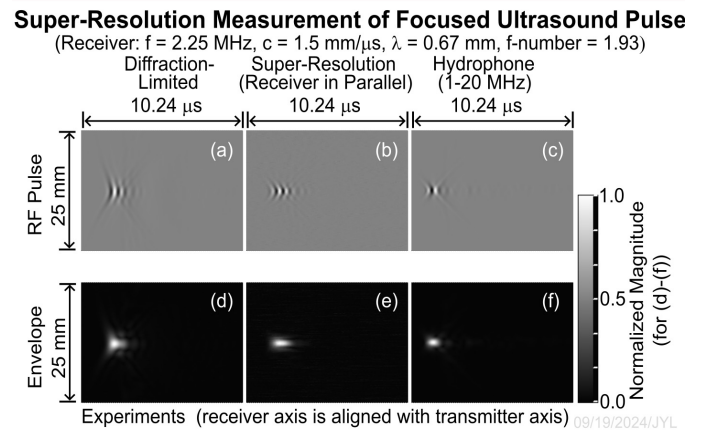 Super-Resolution Measurement of Focused Ultrasound Pulse
(Receiver: f = 2.25 MHz, c = 1.5 mm/μs, λ = 0.67 mm, f-number = 1.93)
Diffraction-
Limited
10.24 μs
Super-Resolution
(Receiver in Parallel)
10.24 μs
Hydrophone
(1-20 MHz)
10.24 μs
RF Pulse
25 mm
(a)
(b)
(c)
Envelope
25 mm
(d)
(e)
(f)
1.0
0.5
0.0
Normalized Magnitude
(for (d)-(f))
Experiments (receiver axis is aligned with transmitter axis)
09/19/2024/JYL